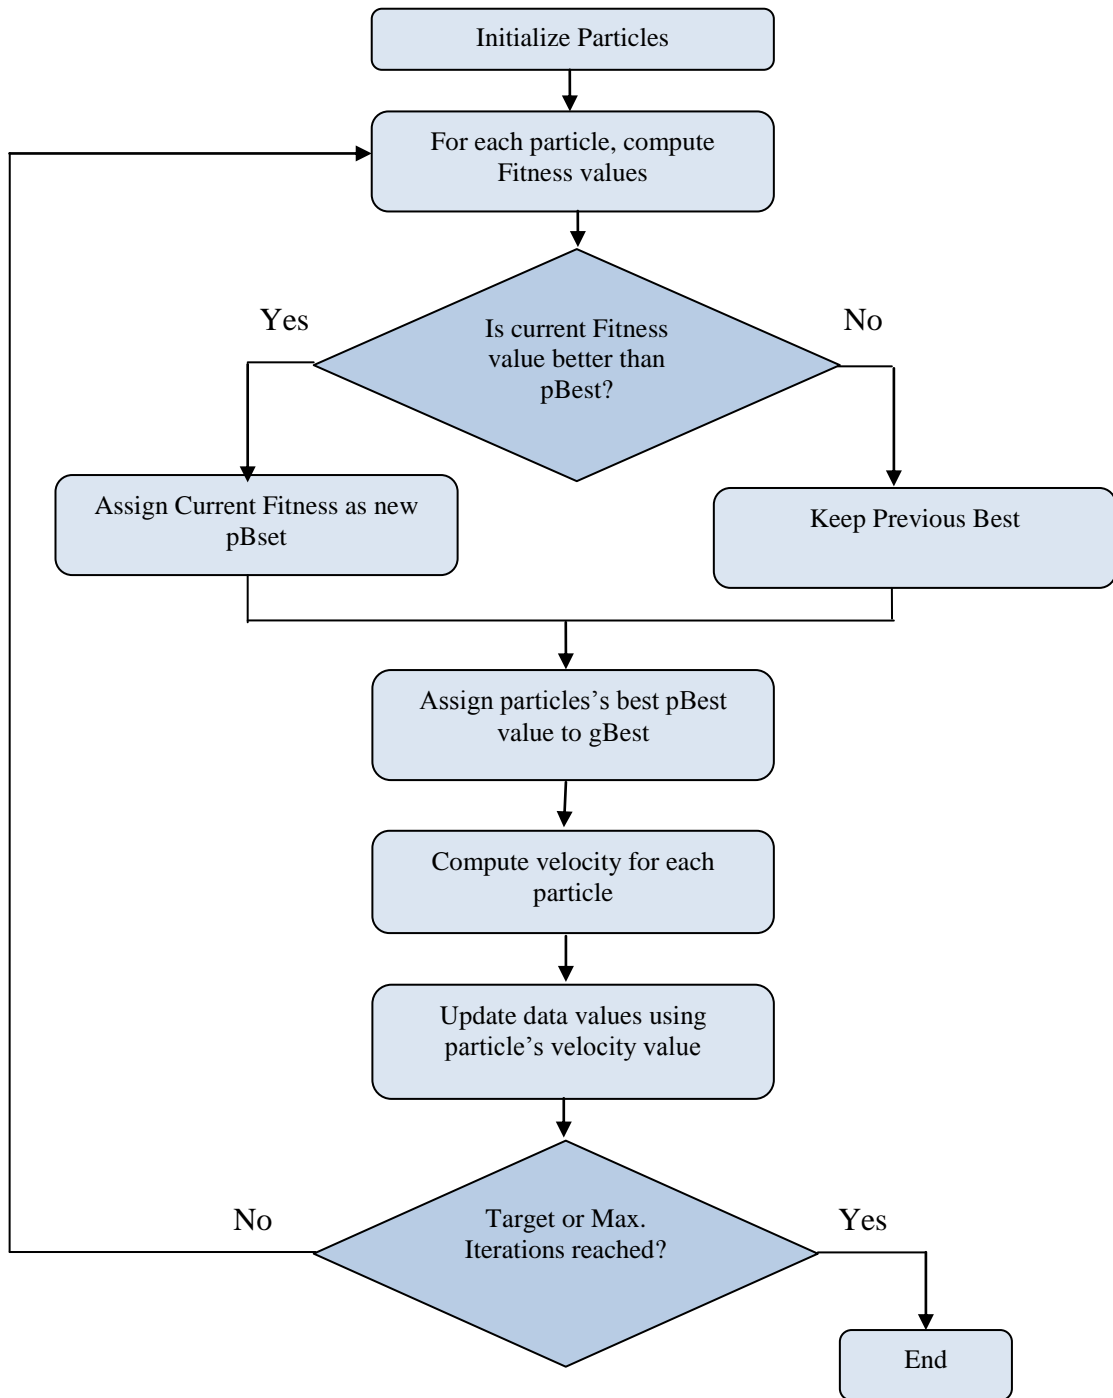 Initialize Particles
For each particle, compute
Fitness values
Yes
No
Is current Fitness
value better than
pBest?
Assign Current Fitness as new
pBset
Keep Previous Best
Assign particles’s best pBest
value to gBest
Compute velocity for each
particle
Update data values using
particle’s velocity value
No
Target or Max.
Iterations reached?
Yes
End